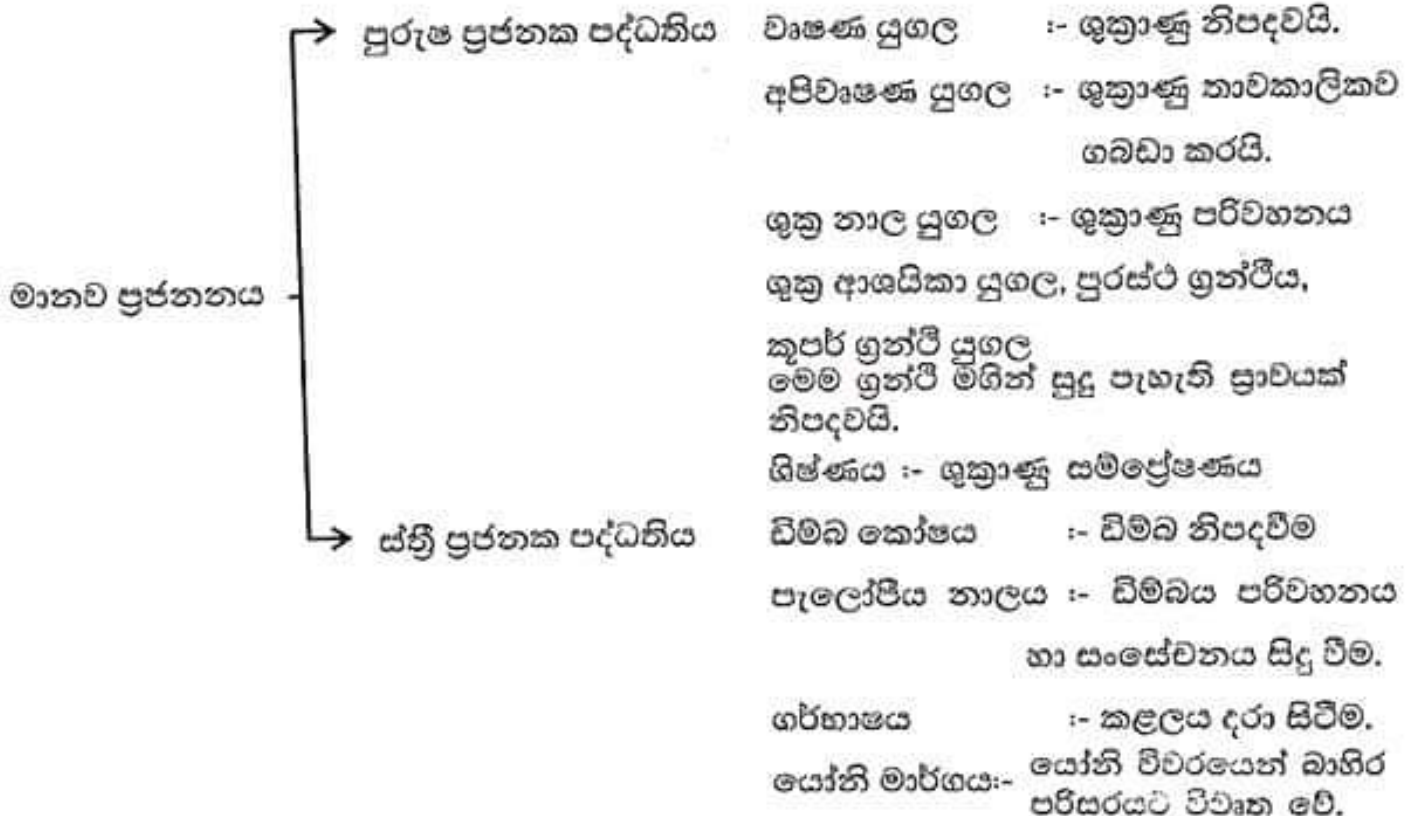 පුරුෂ ප්‍රජනක පද්ධතිය වෘෂණ යුගල :- ශුක්‍රාණු නිපදවයි.
අපිවෘෂණ යුගල :- ශුක්‍රාණු තාවකාලිකව
ගබඩා කරයි.
ශුක්‍ර නාල යුගල :- ශුක්‍රාණු පරිවහනය
මානව ප්‍රජනනය ශුක්‍ර ආශයිකා යුගල, පුරස්ථ ග්‍රන්ථිය,
කූපර් ග්‍රන්ථි යුගල
මෙම ග්‍රන්ථි මගින් සුදු පැහැති ස්‍රාවයක්
නිපදවයි.
ශිෂ්ණය :- ශුක්‍රාණු සම්ප්‍රේෂණය
ස්ත්‍රී ප්‍රජනක පද්ධතිය ඩිම්බ කෝෂය :- ඩිම්බ නිපදවීම
පැලෝපීය නාලය :- ඩිම්බය පරිවහනය
හා සංසේචනය සිදු වීම.
ගර්භාෂය :- කළලය දරා සිටීම.
යෝනි මාර්ගය:- යෝනි විවරයෙන් බාහිර
පරිසරයට විවෘත වේ.